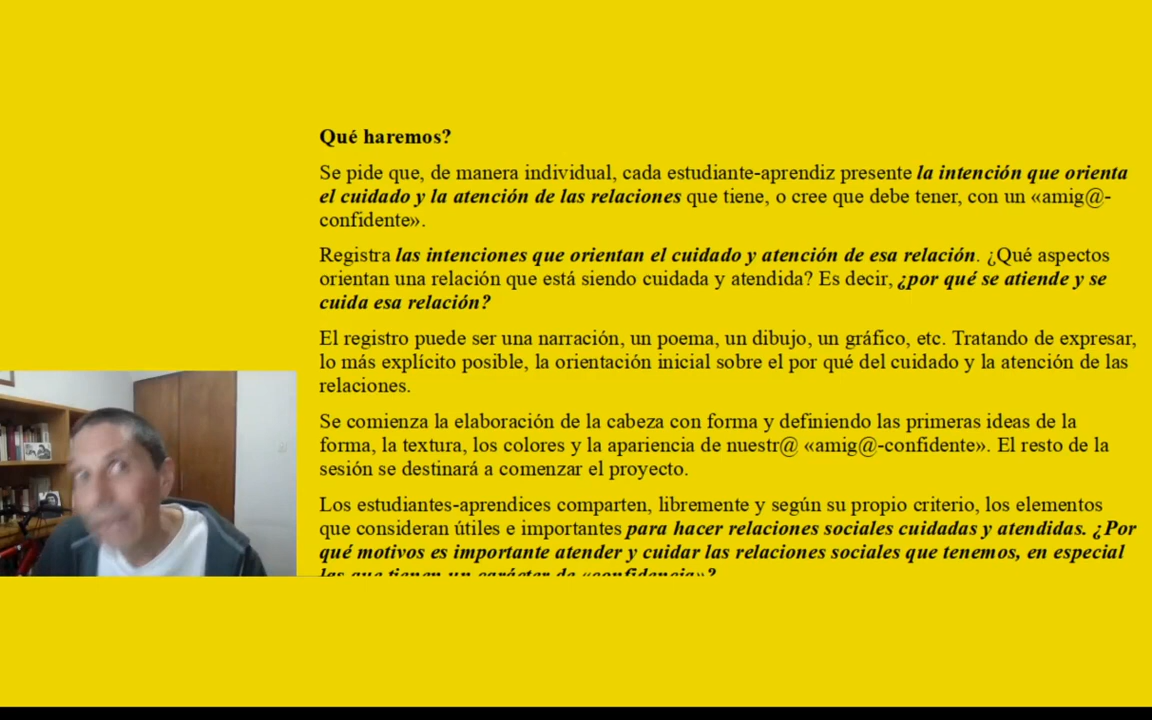 Qué haremos?
Se pide que, de manera individual, cada estudiante-aprendiz presente la intención que orienta
el cuidado y la atención de las relaciones que tiene, o cree que debe tener, con un «amig@-
confidente».
Registra las intenciones que orientan el cuidado y atención de esa relación. ¿Qué aspectos
orientan una relación que está siendo cuidada y atendida? Es decir, ¿por qué se atiende y se
cuida esa relación?
El registro puede ser una narración, un poema, un dibujo, un gráfico, etc. Tratando de expresar,
lo más explícito posible, la orientación inicial sobre el por qué del cuidado y la atención de las
relaciones.
Se comienza la elaboración de la cabeza con forma y definiendo las primeras ideas de la
forma, la textura, los colores y la apariencia de nuestr@ «amig@-confidente». El resto de la
sesión se destinará a comenzar el proyecto.
Los estudiantes-aprendices comparten, libremente y según su propio criterio, los elementos
que consideran útiles e importantes para hacer relaciones sociales cuidadas y atendidas. ¿Por
qué motivos es importante atender y cuidar las relaciones sociales que tenemos, en especial
las que tienen un carácter de «confidencia»?